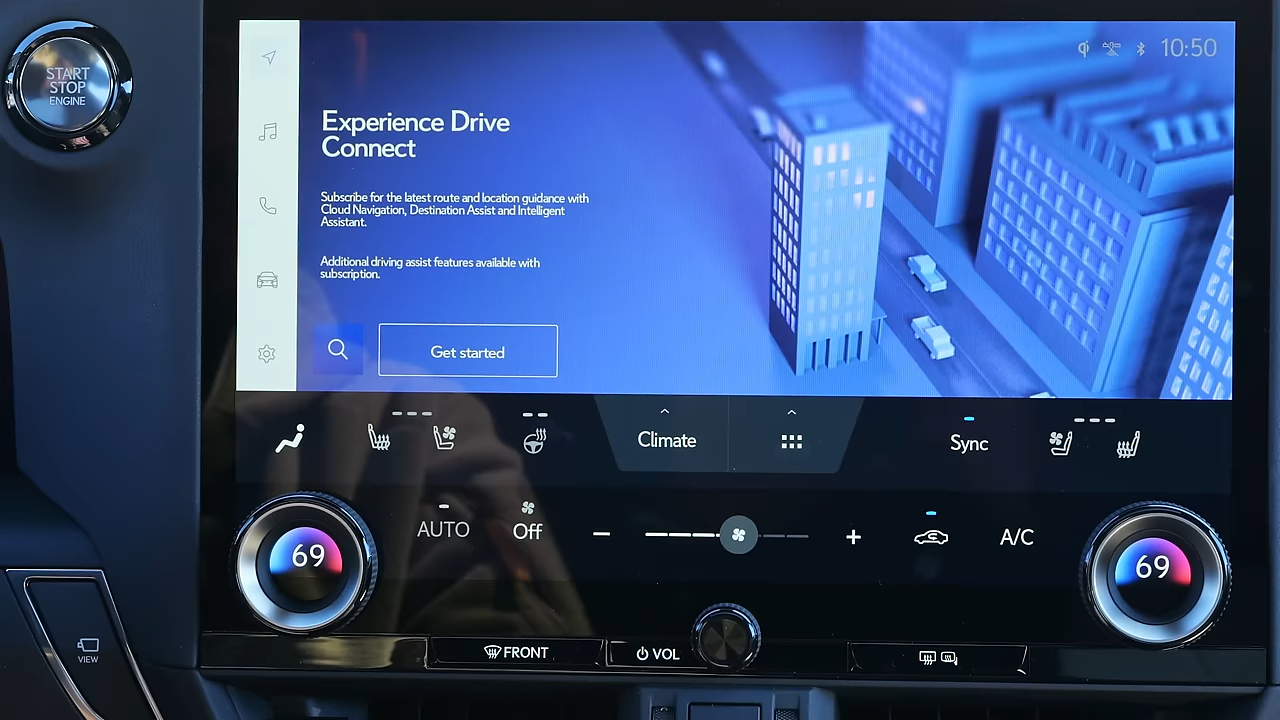 START
STOP
ENGINE
10:50
Experience Drive
Connect
Subscribe for the latest route and location guidance with
Cloud Navigation, Destination Assist and Intelligent
Assistant.
Additional driving assist features available with
subscription.
Get started
Climate
Sync
AUTO
Off
A/C
69
69
VIEW
FRONT
VOL